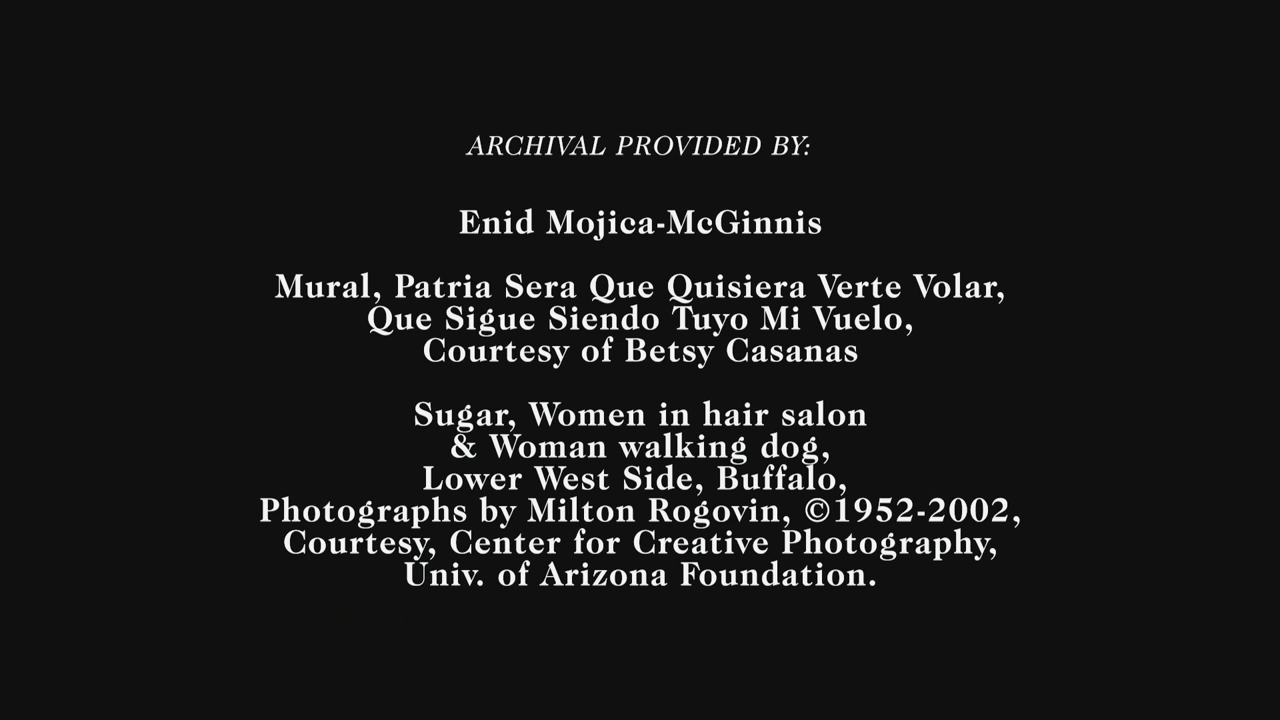 ARCHIVAL PROVIDED BY:
Enid Mojica-McGinnis
Mural, Patria Sera Que Quisiera Verte Volar,
Que Sigue Siendo Tuyo Mi Vuelo,
Courtesy of Betsy Casanas
Sugar, Women in hair salon
& Woman walking dog,
Lower West Side, Buffalo,
Photographs by Milton Rogovin, ©1952-2002,
Courtesy, Center for Creative Photography,
Univ. of Arizona Foundation.